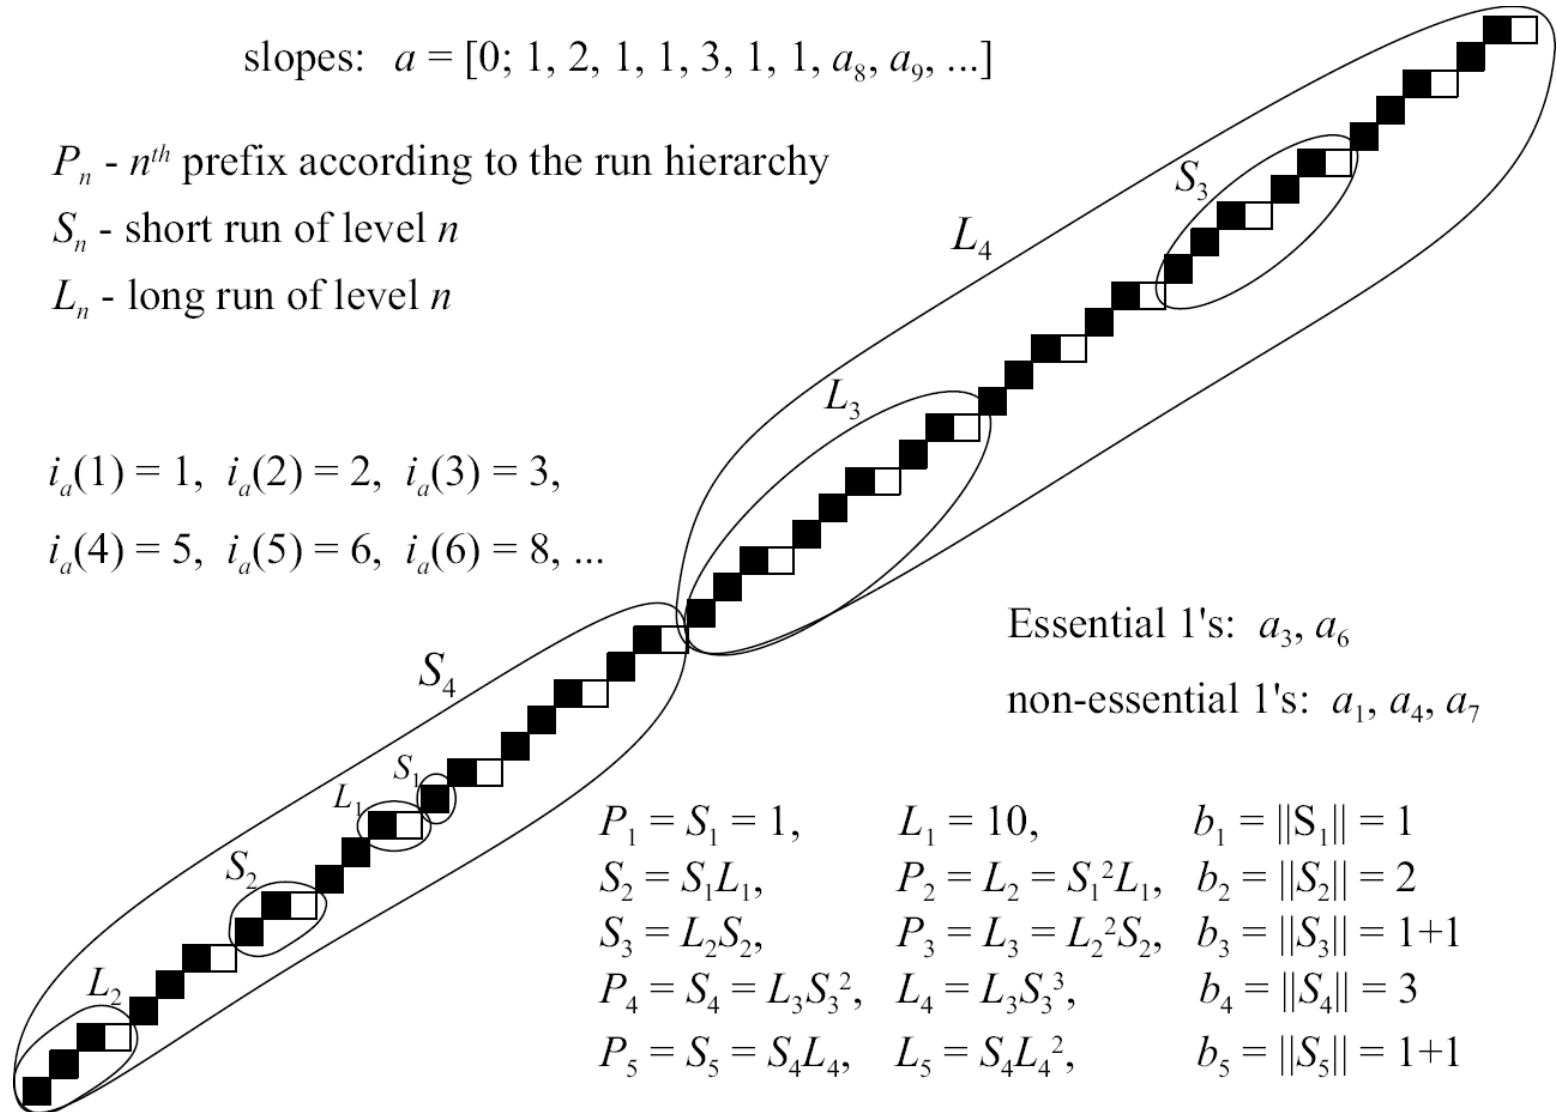 slopes: a = [0; 1, 2, 1, 1, 3, 1, 1, a₈, a₉, ...]
Pₙ - nᵗʰ prefix according to the run hierarchy
Sₙ - short run of level n
Lₙ - long run of level n
S₃
L₄
L₃
iₐ(1) = 1, iₐ(2) = 2, iₐ(3) = 3,
iₐ(4) = 5, iₐ(5) = 6, iₐ(6) = 8, ...
Essential 1's: a₃, a₆
non-essential 1's: a₁, a₄, a₇
S₄
S₁
L₁
S₂
L₂
P₁ = S₁ = 1, L₁ = 10, b₁ = ||S₁|| = 1
S₂ = S₁L₁, P₂ = L₂ = S₁²L₁, b₂ = ||S₂|| = 2
S₃ = L₂S₂, P₃ = L₃ = L₂²S₂, b₃ = ||S₃|| = 1+1
P₄ = S₄ = L₃S₃², L₄ = L₃S₃³, b₄ = ||S₄|| = 3
P₅ = S₅ = S₄L₄, L₅ = S₄L₄², b₅ = ||S₅|| = 1+1